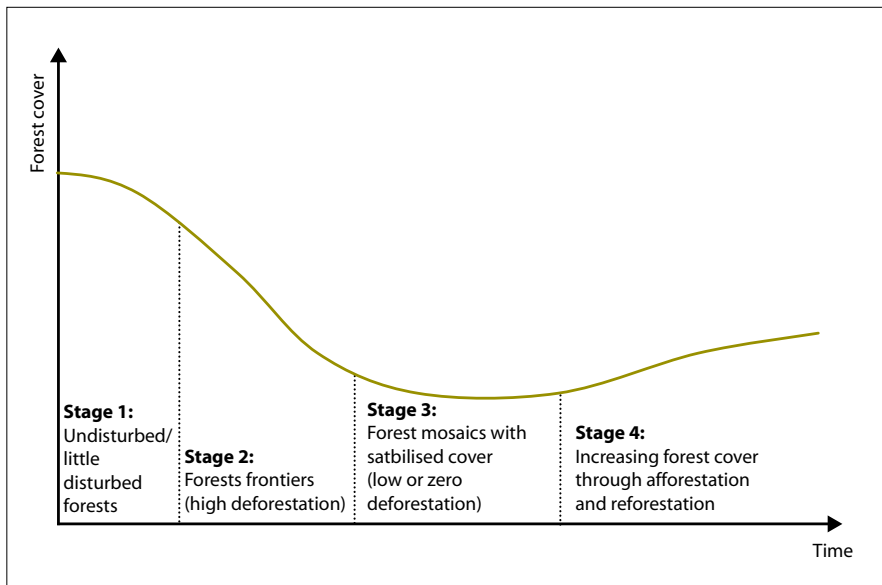 Forest cover
Stage 1:
Undisturbed/
little
disturbed
forests
Stage 2:
Forests frontiers
(high deforestation)
Stage 3:
Forest mosaics with
satbilised cover
(low or zero
deforestation)
Stage 4:
Increasing forest cover
through afforestation
and reforestation
Time